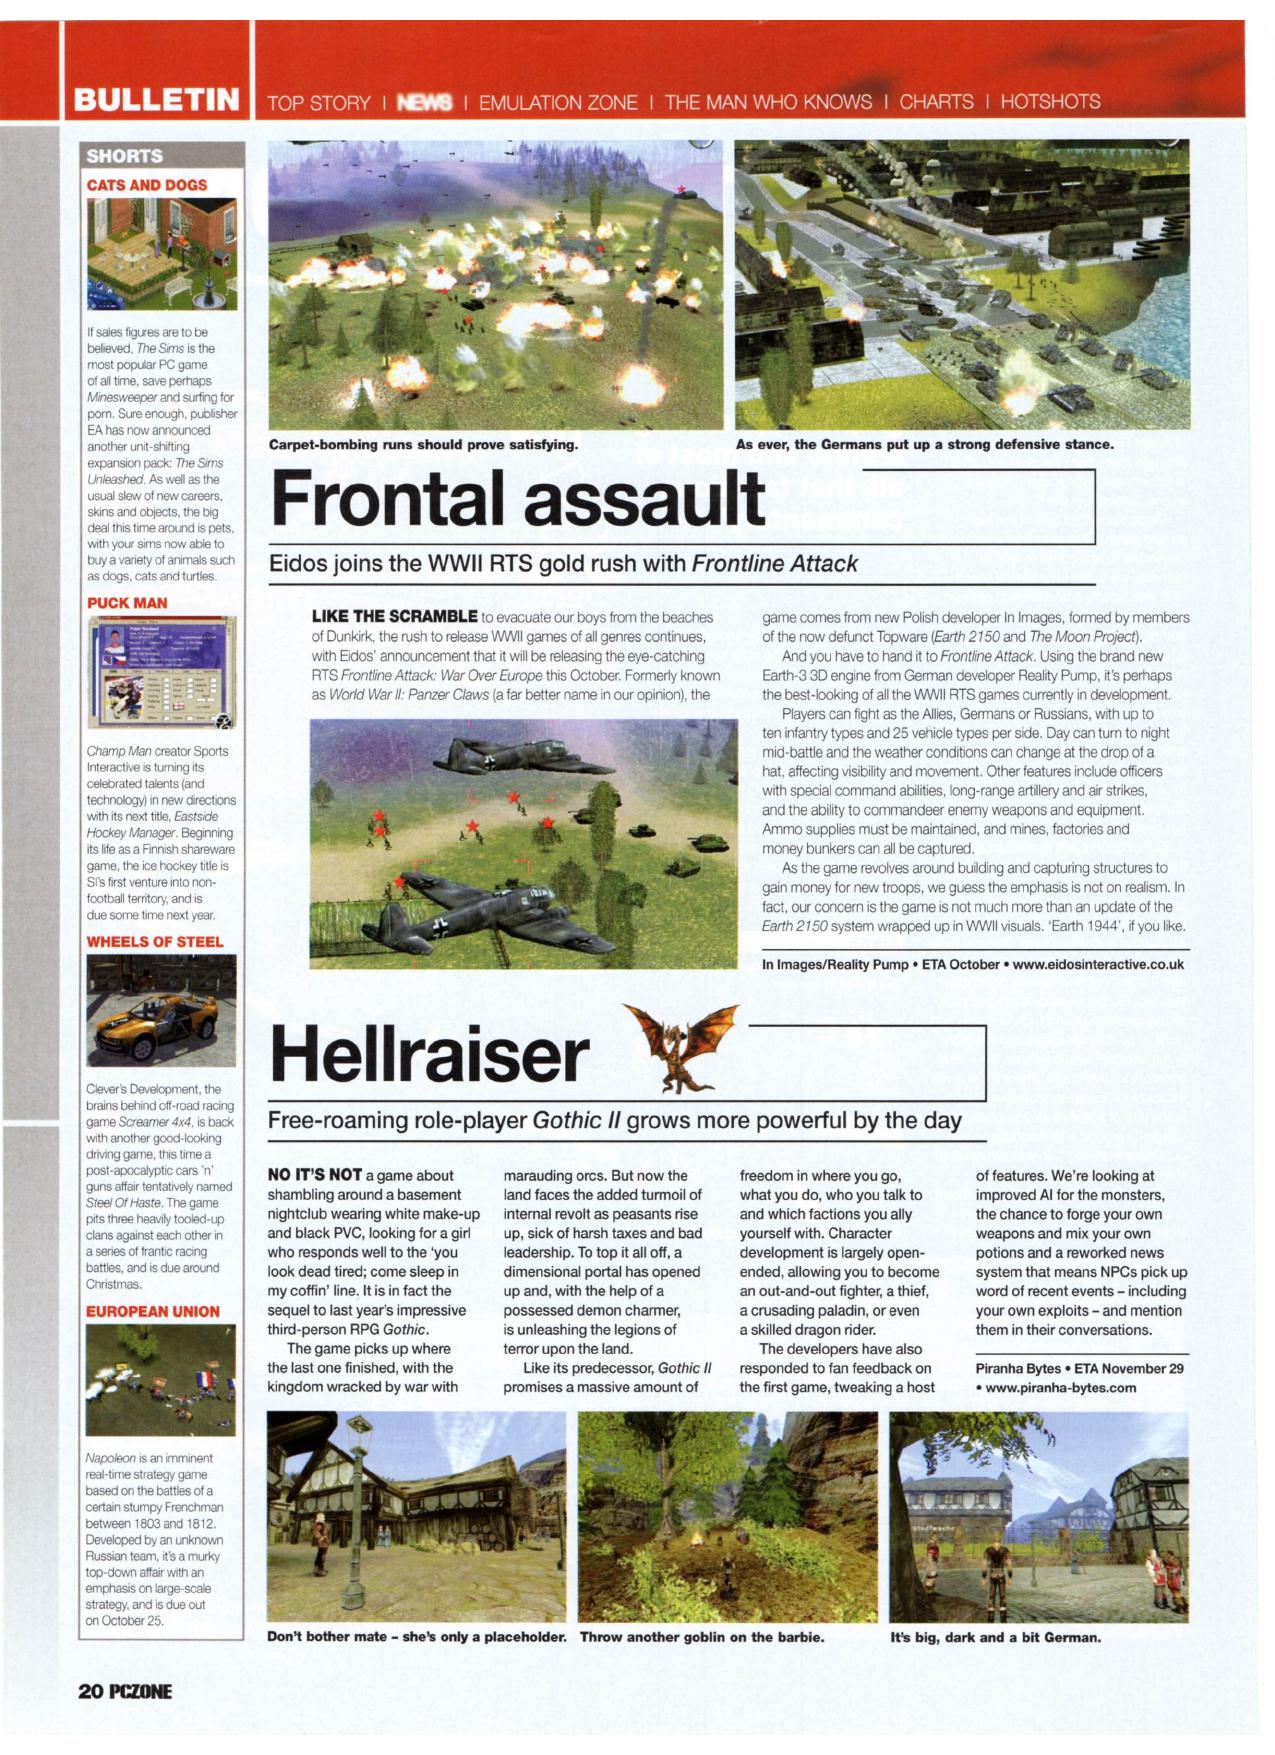 BULLETIN
TOP STORY | NEWS | EMULATION ZONE | THE MAN WHO KNOWS | CHARTS | HOTSHOTS
SHORTS
CATS AND DOGS
If sales figures are to be
believed, The Sims is the
most popular PC game
of all time, save perhaps
Minesweeper and surfing for
porn. Sure enough, publisher
EA has now announced
another unit-shifting
expansion pack: The Sims
Unleashed. As well as the
usual slew of new careers,
skins and objects, the big
deal this time around is pets,
with your sims now able to
buy a variety of animals such
as dogs, cats and turtles.
PUCK MAN
Champ Man creator Sports
Interactive is turning its
celebrated talents (and
technology) in new directions
with its next title, Eastside
Hockey Manager. Beginning
its life as a Finnish shareware
game, the ice hockey title is
SI's first venture into non-
football territory, and is
due some time next year.
WHEELS OF STEEL
Clever's Development, the
brains behind off-road racing
game Screamer 4x4, is back
with another good-looking
driving game, this time a
post-apocalyptic cars 'n'
guns affair tentatively named
Steel Of Haste. The game
pits three heavily tooled-up
clans against each other in
a series of frantic racing
battles, and is due around
Christmas.
EUROPEAN UNION
Napoleon is an imminent
real-time strategy game
based on the battles of a
certain stumpy Frenchman
between 1803 and 1812.
Developed by an unknown
Russian team, it's a murky
top-down affair with an
emphasis on large-scale
strategy, and is due out
on October 25.
Carpet-bombing runs should prove satisfying.
As ever, the Germans put up a strong defensive stance.
Frontal assault
Eidos joins the WWII RTS gold rush with Frontline Attack
LIKE THE SCRAMBLE to evacuate our boys from the beaches
of Dunkirk, the rush to release WWII games of all genres continues,
with Eidos' announcement that it will be releasing the eye-catching
RTS Frontline Attack: War Over Europe this October. Formerly known
as World War II: Panzer Claws (a far better name in our opinion), the
game comes from new Polish developer In Images, formed by members
of the now defunct Topware (Earth 2150 and The Moon Project).
And you have to hand it to Frontline Attack. Using the brand new
Earth-3 3D engine from German developer Reality Pump, it's perhaps
the best-looking of all the WWII RTS games currently in development.
Players can fight as the Allies, Germans or Russians, with up to
ten infantry types and 25 vehicle types per side. Day can turn to night
mid-battle and the weather conditions can change at the drop of a
hat, affecting visibility and movement. Other features include officers
with special command abilities, long-range artillery and air strikes,
and the ability to commandeer enemy weapons and equipment.
Ammo supplies must be maintained, and mines, factories and
money bunkers can all be captured.
As the game revolves around building and capturing structures to
gain money for new troops, we guess the emphasis is not on realism. In
fact, our concern is the game is not much more than an update of the
Earth 2150 system wrapped up in WWII visuals. 'Earth 1944', if you like.
In Images/Reality Pump • ETA October • www.eidosinteractive.co.uk
Hellraiser
Free-roaming role-player Gothic II grows more powerful by the day
NO IT'S NOT a game about
shambling around a basement
nightclub wearing white make-up
and black PVC, looking for a girl
who responds well to the 'you
look dead tired; come sleep in
my coffin' line. It is in fact the
sequel to last year's impressive
third-person RPG Gothic.
The game picks up where
the last one finished, with the
kingdom wracked by war with
marauding orcs. But now the
land faces the added turmoil of
internal revolt as peasants rise
up, sick of harsh taxes and bad
leadership. To top it all off, a
dimensional portal has opened
up and, with the help of a
possessed demon charmer,
is unleashing the legions of
terror upon the land.
Like its predecessor, Gothic II
promises a massive amount of
freedom in where you go,
what you do, who you talk to
and which factions you ally
yourself with. Character
development is largely open-
ended, allowing you to become
an out-and-out fighter, a thief,
a crusading paladin, or even
a skilled dragon rider.
The developers have also
responded to fan feedback on
the first game, tweaking a host
of features. We're looking at
improved AI for the monsters,
the chance to forge your own
weapons and mix your own
potions and a reworked news
system that means NPCs pick up
word of recent events – including
your own exploits – and mention
them in their conversations.
Piranha Bytes • ETA November 29
• www.piranha-bytes.com
Stadtwache
Don't bother mate – she's only a placeholder.
Throw another goblin on the barbie.
It's big, dark and a bit German.
20 PCZONE